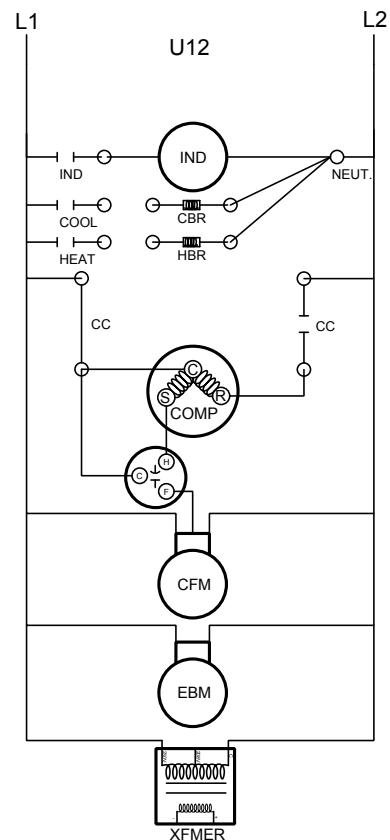 L1
L2
U12
IND
IND
NEUT.
CBR
COOL
HBR
HEAT
CC
CC
C
S
R
COMP
H
C
F
CFM
EBM
XFMER